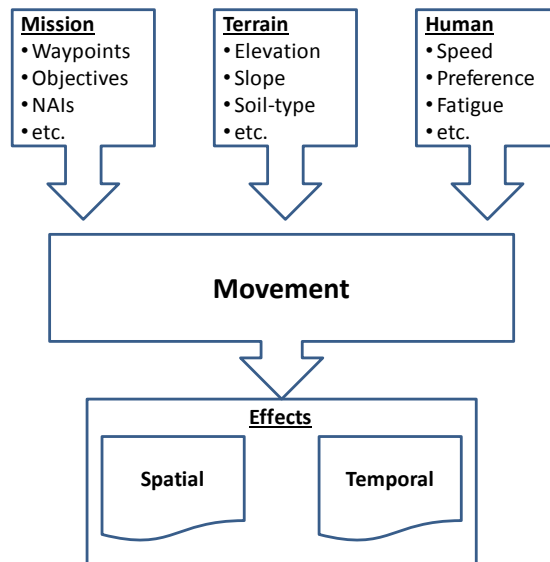 Mission
• Waypoints
• Objectives
• NAIs
• etc.
Terrain
• Elevation
• Slope
• Soil-type
• etc.
Human
• Speed
• Preference
• Fatigue
• etc.
Movement
Effects
Spatial
Temporal